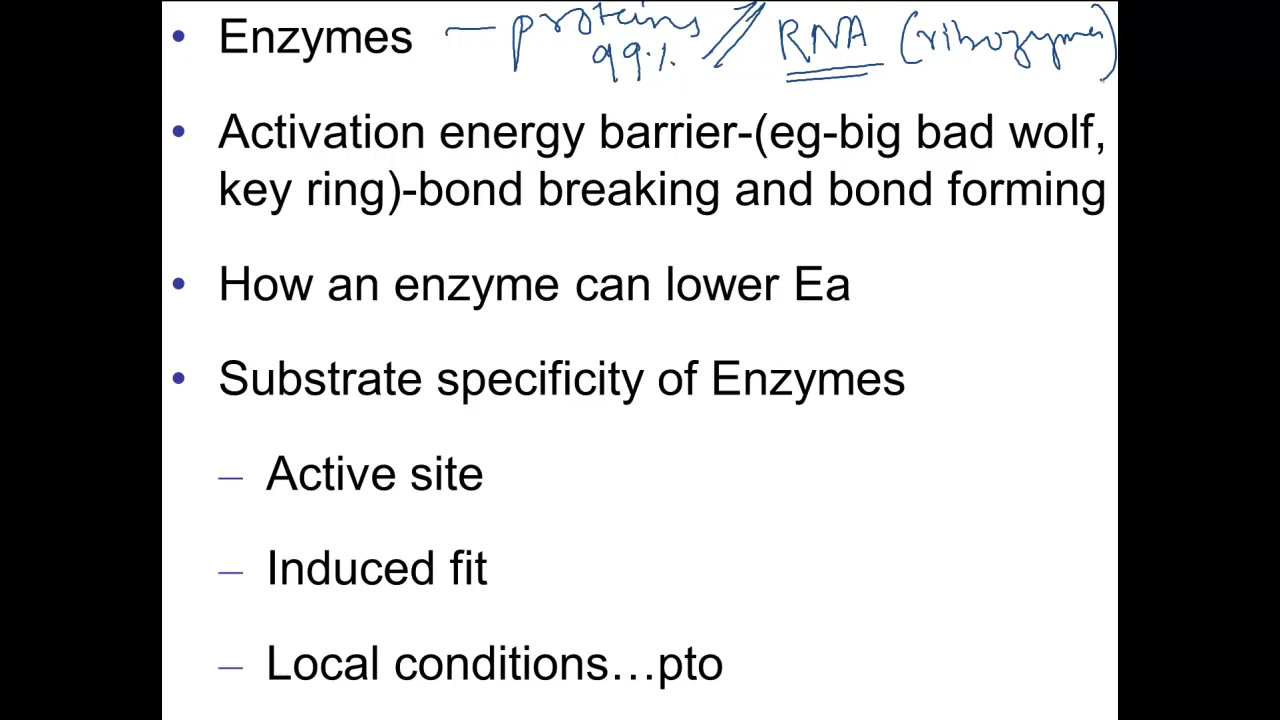 • Enzymes — proteins // RNA (ribozymes)
99%
• Activation energy barrier-(eg-big bad wolf,
key ring)-bond breaking and bond forming
• How an enzyme can lower Ea
• Substrate specificity of Enzymes
– Active site
– Induced fit
– Local conditions…pto